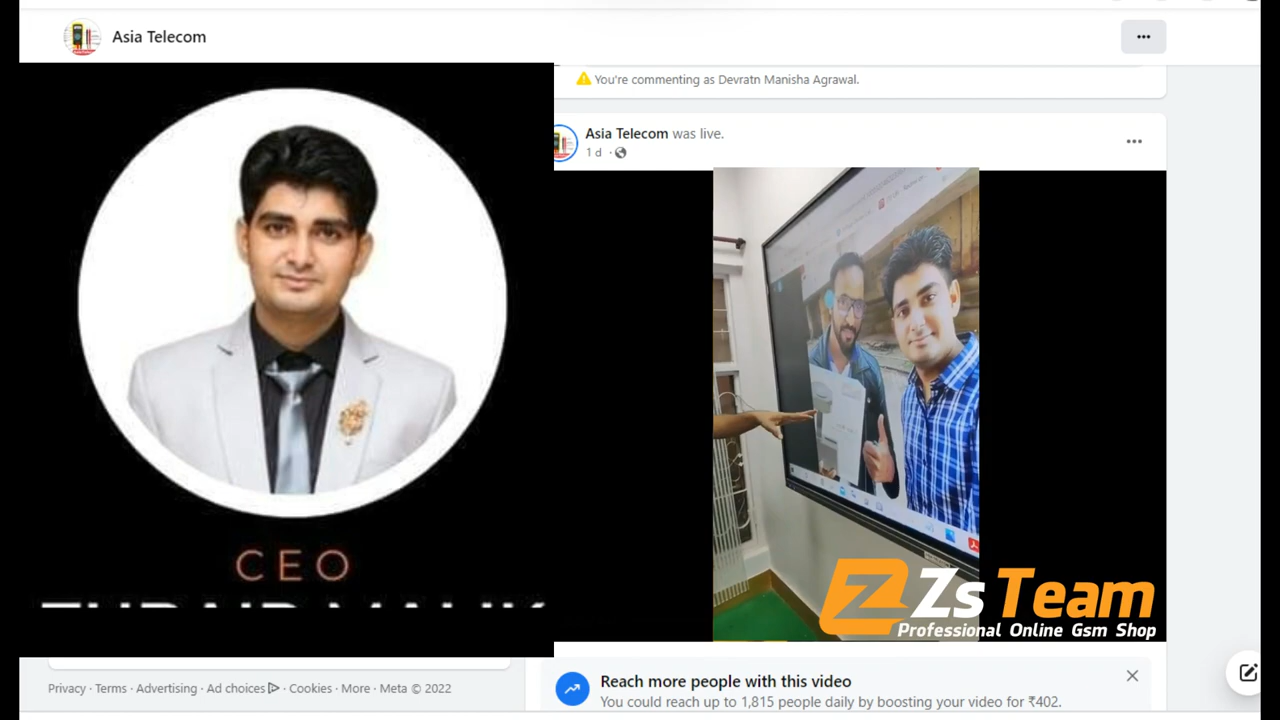 Asia Telecom
You're commenting as Devratn Manisha Agrawal.
Asia Telecom was live.
1 d ·
CEO
Zs Team
Professional Online Gsm Shop
Privacy · Terms · Advertising · Ad choices · Cookies · More · Meta © 2022
Reach more people with this video
You could reach up to 1,815 people daily by boosting your video for ₹402.